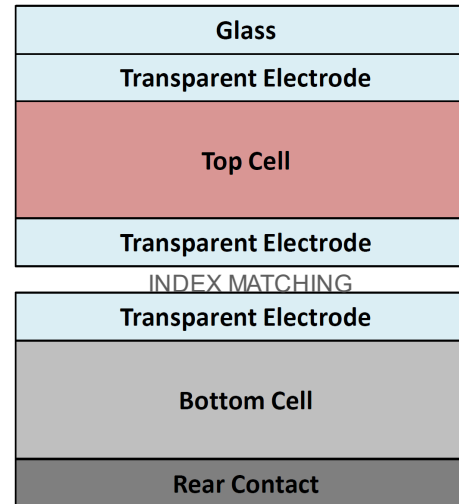 Glass
Transparent Electrode
Top Cell
Transparent Electrode
INDEX MATCHING
Transparent Electrode
Bottom Cell
Rear Contact